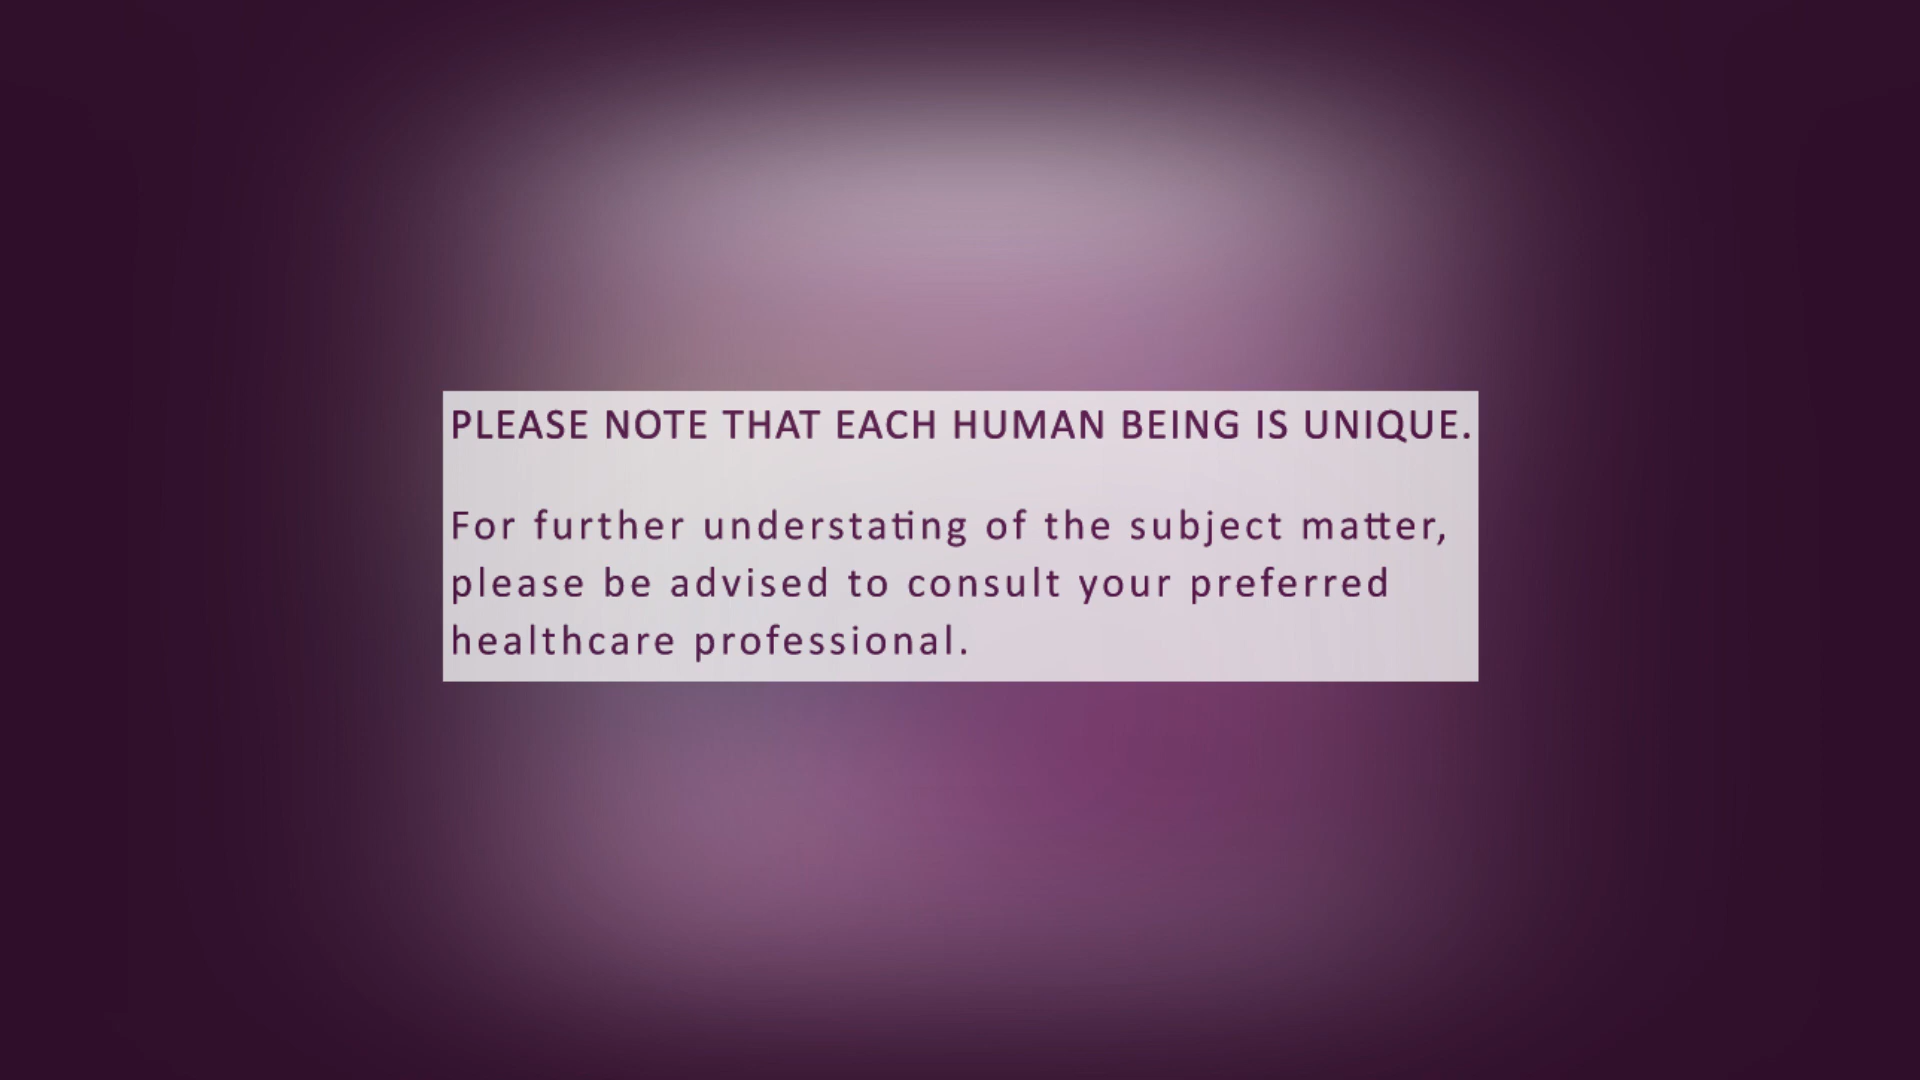 PLEASE NOTE THAT EACH HUMAN BEING IS UNIQUE.
For further understating of the subject matter,
please be advised to consult your preferred
healthcare professional.